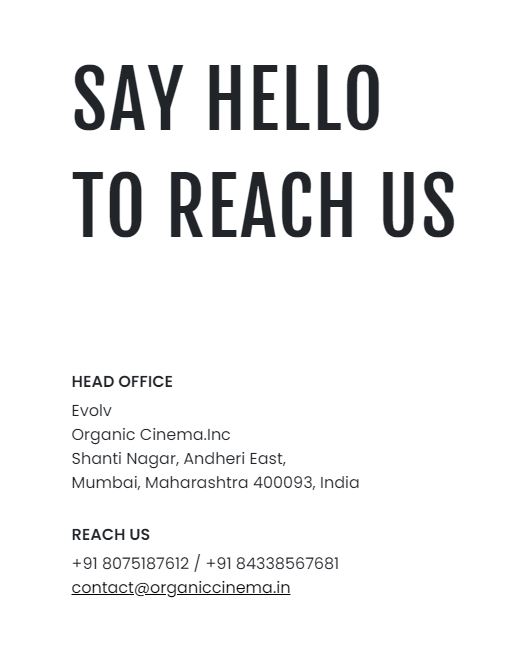 SAY HELLO
TO REACH US
HEAD OFFICE
Evolv
Organic Cinema.Inc
Shanti Nagar, Andheri East,
Mumbai, Maharashtra 400093, India
REACH US
+91 8075187612 / +91 84338567681
contact@organiccinema.in